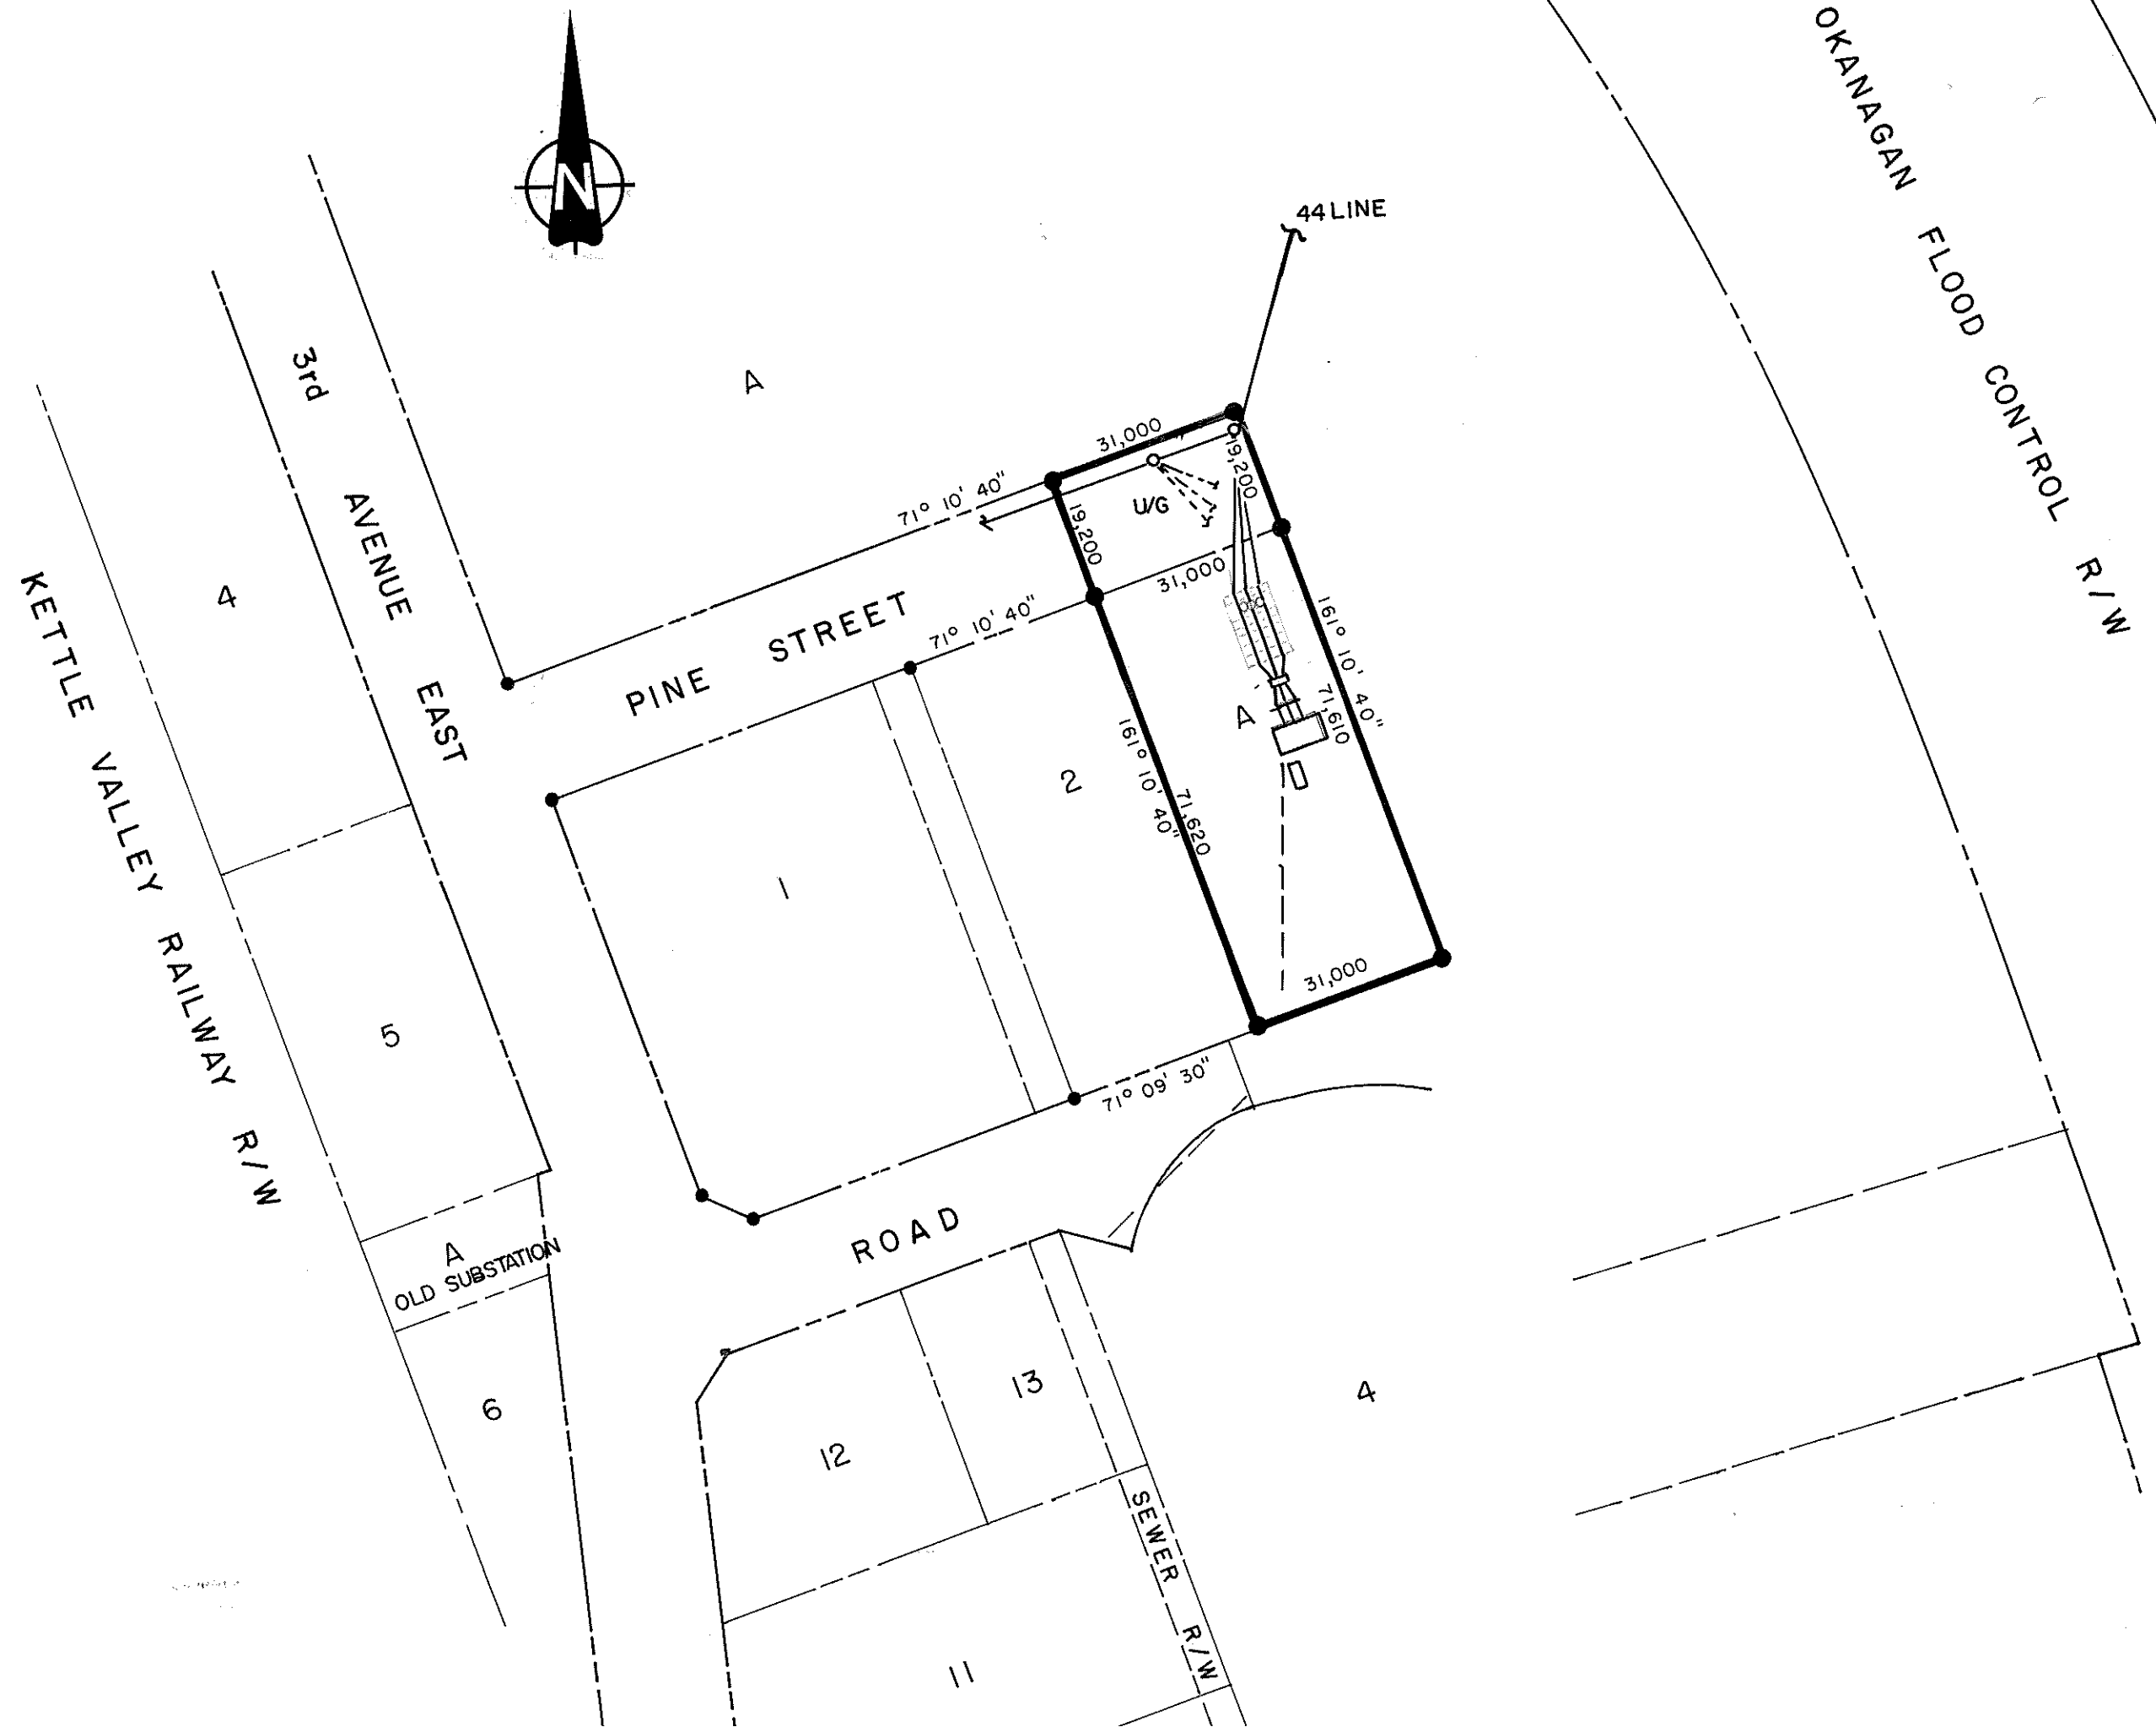 OKANAGAN FLOOD CONTROL R/W
N
44 LINE
3rd AVENUE EAST
A
31,000
71° 10' 40"
19,200
19,200
U/G
4
KETTLE VALLEY RAILWAY R/W
PINE STREET
71° 10' 40"
31,000
161° 10' 40"
71,610
A
161° 10' 40"
71,620
2
1
31,000
5
71° 09' 30"
ROAD
A
OLD SUBSTATION
6
12
13
4
SEWER R/W
11